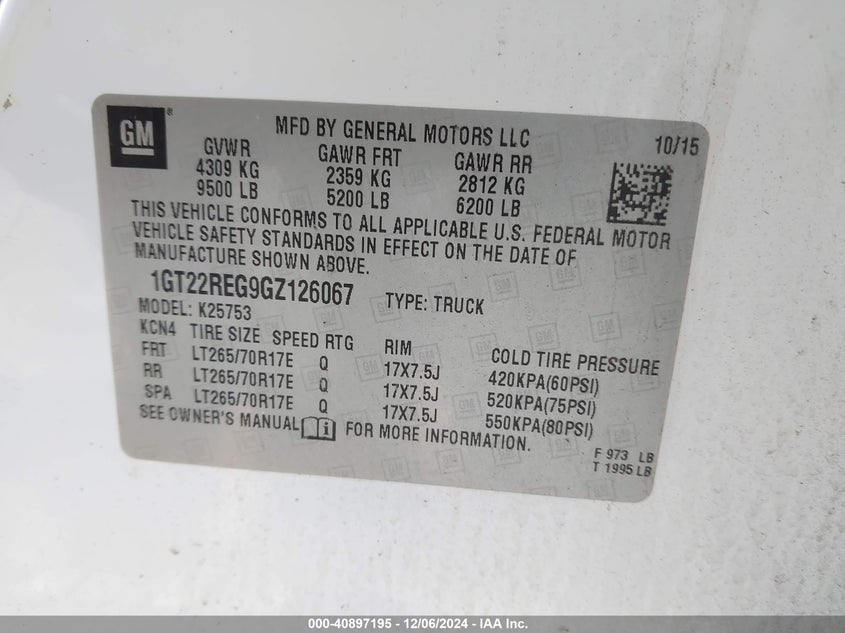 GM ®
MFD BY GENERAL MOTORS LLC 10/15
GVWR GAWR FRT GAWR RR
4309 KG 2359 KG 2812 KG
9500 LB 5200 LB 6200 LB
THIS VEHICLE CONFORMS TO ALL APPLICABLE U.S. FEDERAL MOTOR
VEHICLE SAFETY STANDARDS IN EFFECT ON THE DATE OF
MANUFACTURE SHOWN ABOVE.
1GT22REG9GZ126067 TYPE: TRUCK
MODEL: K25753
KCN4 TIRE SIZE SPEED RTG RIM COLD TIRE PRESSURE
FRT LT265/70R17E Q 17X7.5J 420KPA(60PSI)
RR LT265/70R17E Q 17X7.5J 520KPA(75PSI)
SPA LT265/70R17E Q 17X7.5J 550KPA(80PSI)
SEE OWNER'S MANUAL i FOR MORE INFORMATION.
F 973 LB
T 1995 LB
000-40897195 - 12/06/2024 - IAA Inc.